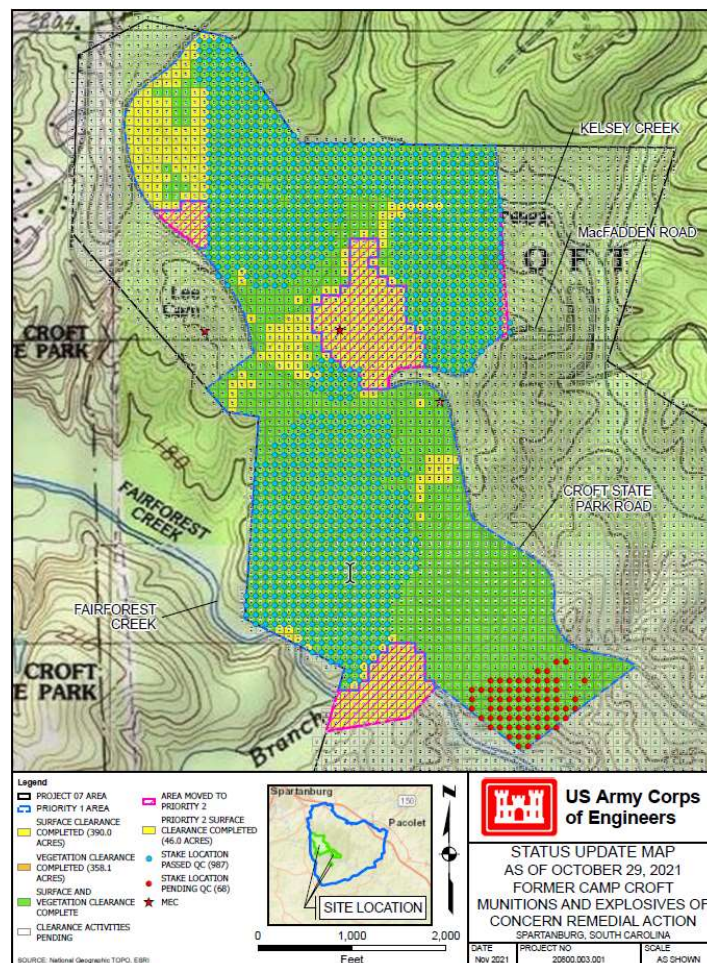 2804
KELSEY CREEK
MacFADDEN ROAD
O F T
Lee
CROFT
E PARK
180
FAIRFOREST
CREEK
CROFT STATE
PARK ROAD
FAIRFOREST
CREEK
CROFT
E PARK
Branch
Legend
PROJECT 07 AREA
PRIORITY 1 AREA
SURFACE CLEARANCE
COMPLETED (390.0
ACRES)
VEGETATION CLEARANCE
COMPLETED (358.1
ACRES)
SURFACE AND
VEGETATION CLEARANCE
COMPLETE
CLEARANCE ACTIVITIES
PENDING
AREA MOVED TO
PRIORITY 2
PRIORITY 2 SURFACE
CLEARANCE COMPLETED
(46.0 ACRES)
STAKE LOCATION
PASSED QC (987)
STAKE LOCATION
PENDING QC (68)
MEC
SOURCE: National Geographic TOPO, ESRI
Spartanburg
150
Pacolet
SITE LOCATION
N
0 1,000 2,000
Feet
US Army Corps
of Engineers
STATUS UPDATE MAP
AS OF OCTOBER 29, 2021
FORMER CAMP CROFT
MUNITIONS AND EXPLOSIVES OF
CONCERN REMEDIAL ACTION
SPARTANBURG, SOUTH CAROLINA
DATE PROJECT NO SCALE
Nov 2021 20800.003.001 AS SHOWN